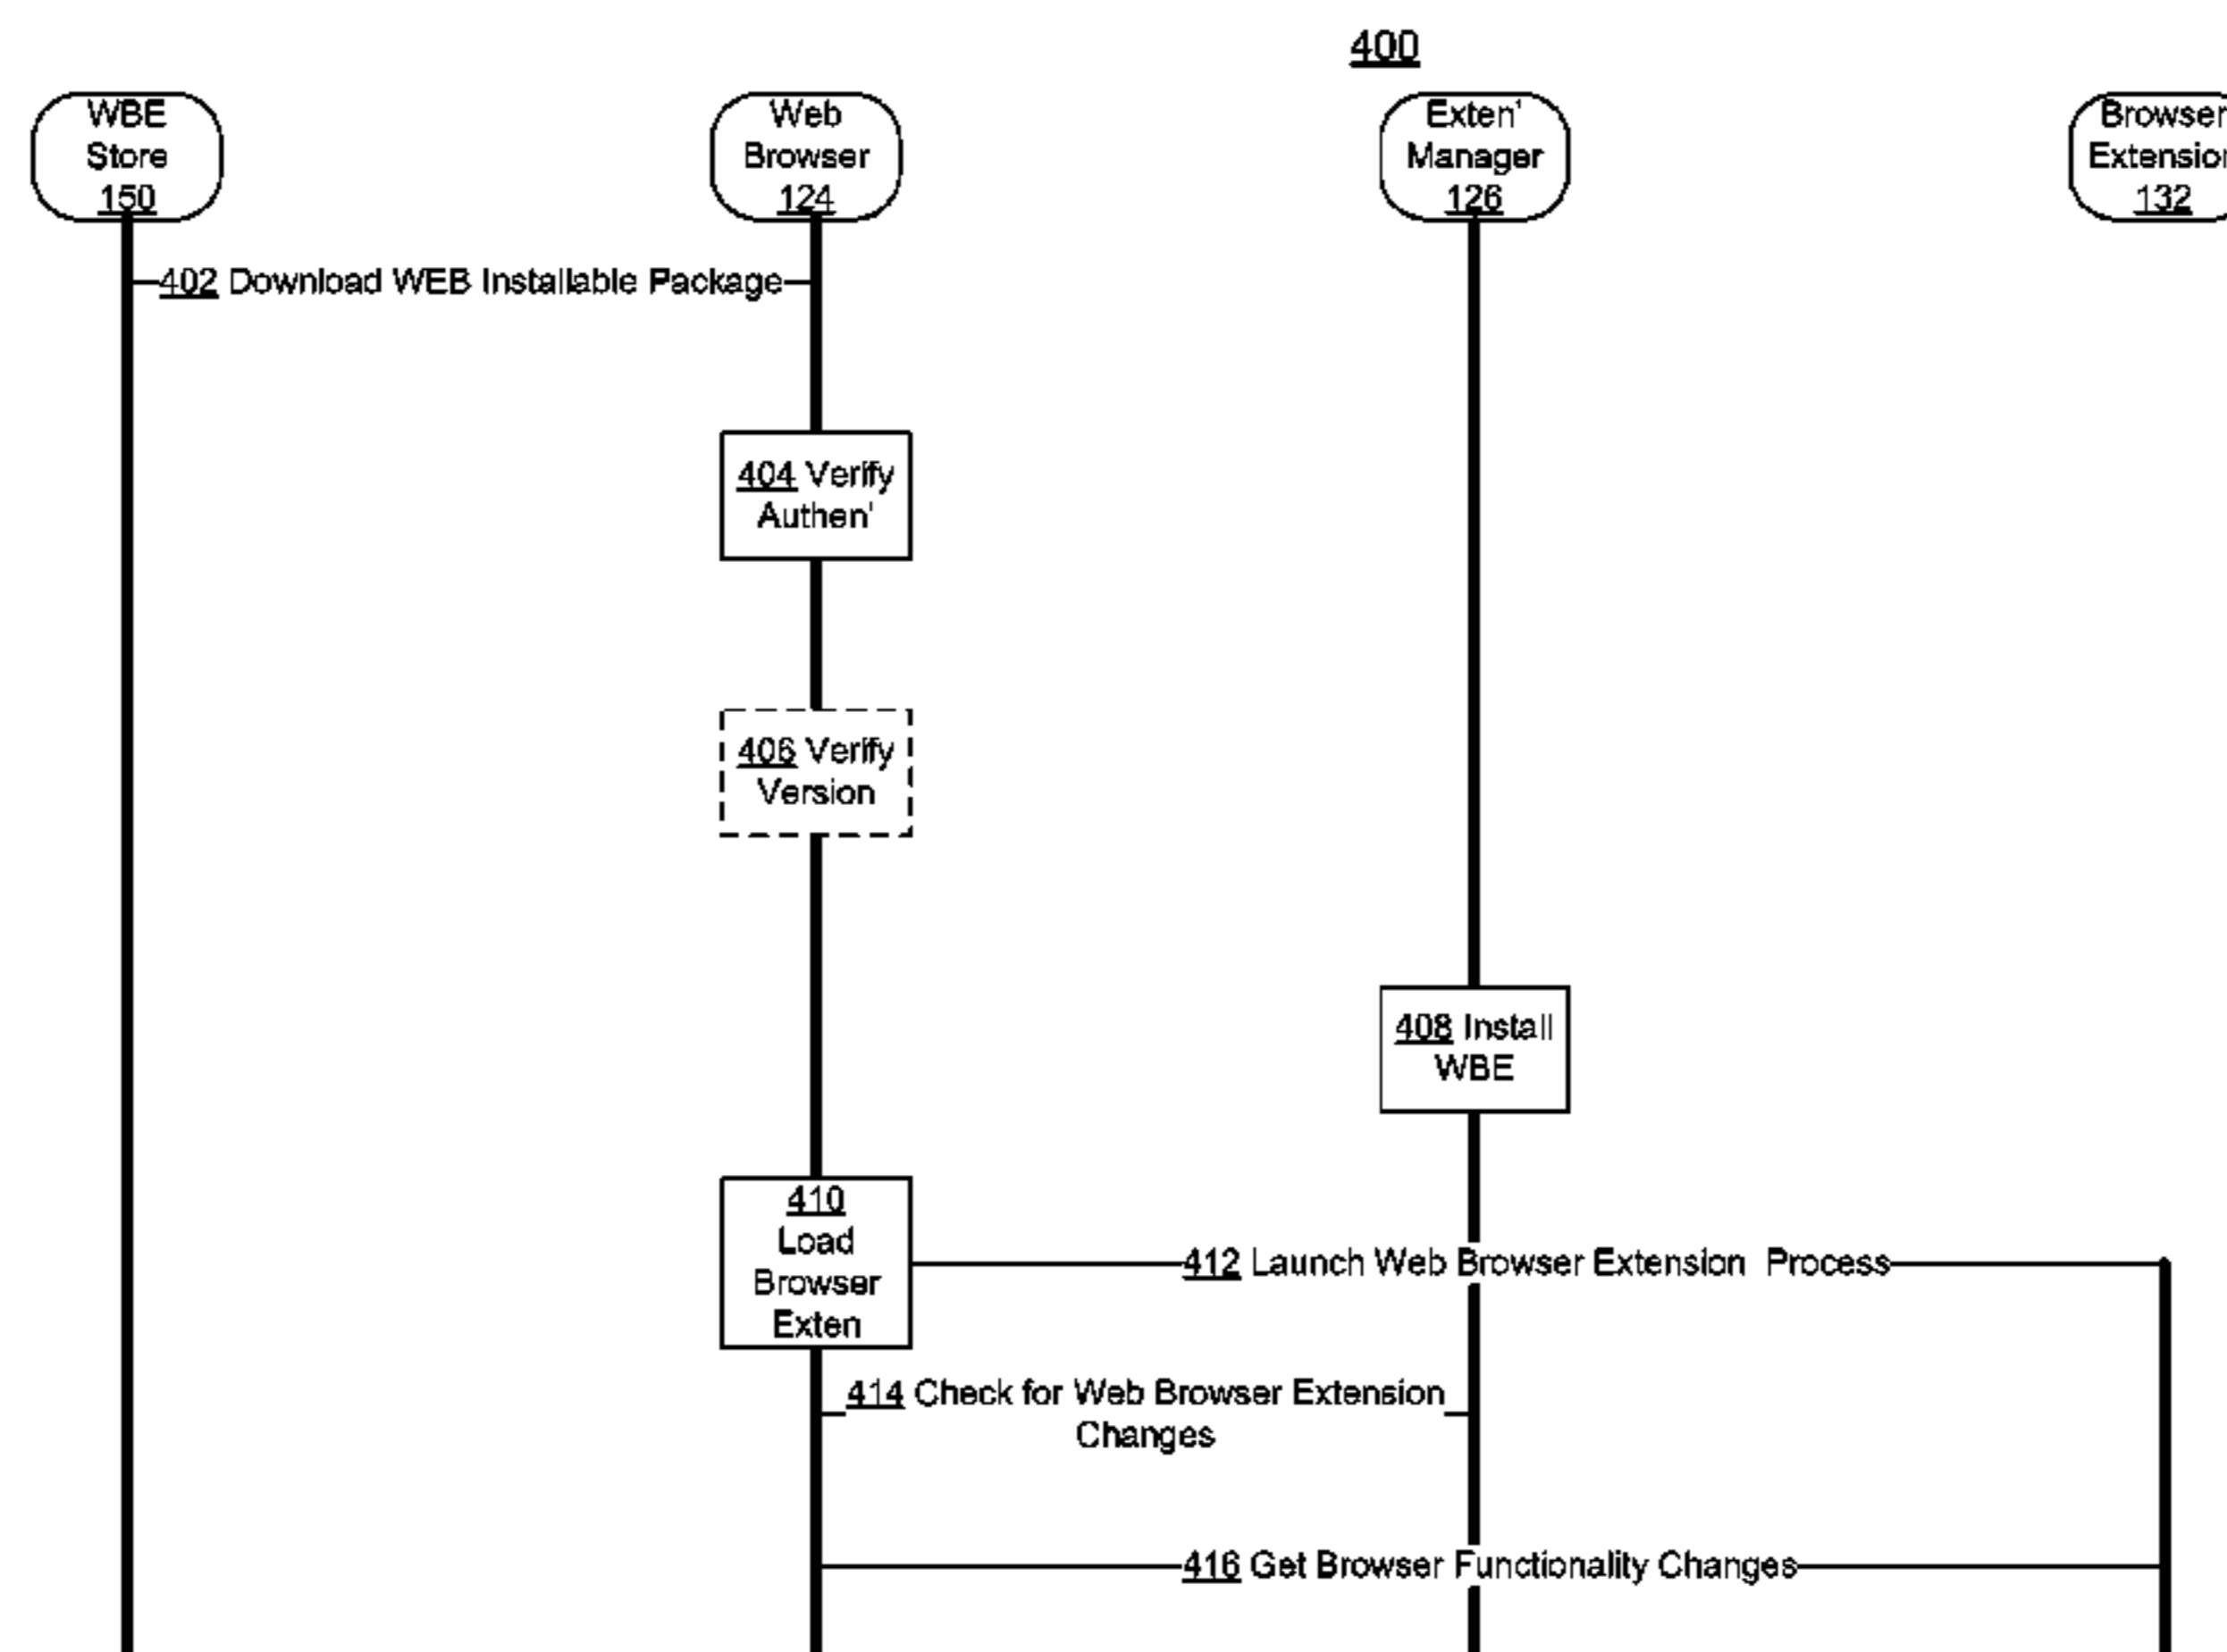 400
WBE
Store
150
Web
Browser
124
Exten'
Manager
126
Browser
Extension
132
402 Download WEB Installable Package
404 Verify
Authen'
406 Verify
Version
408 Install
WBE
410
Load
Browser
Exten
412 Launch Web Browser Extension Process
414 Check for Web Browser Extension
Changes
416 Get Browser Functionality Changes